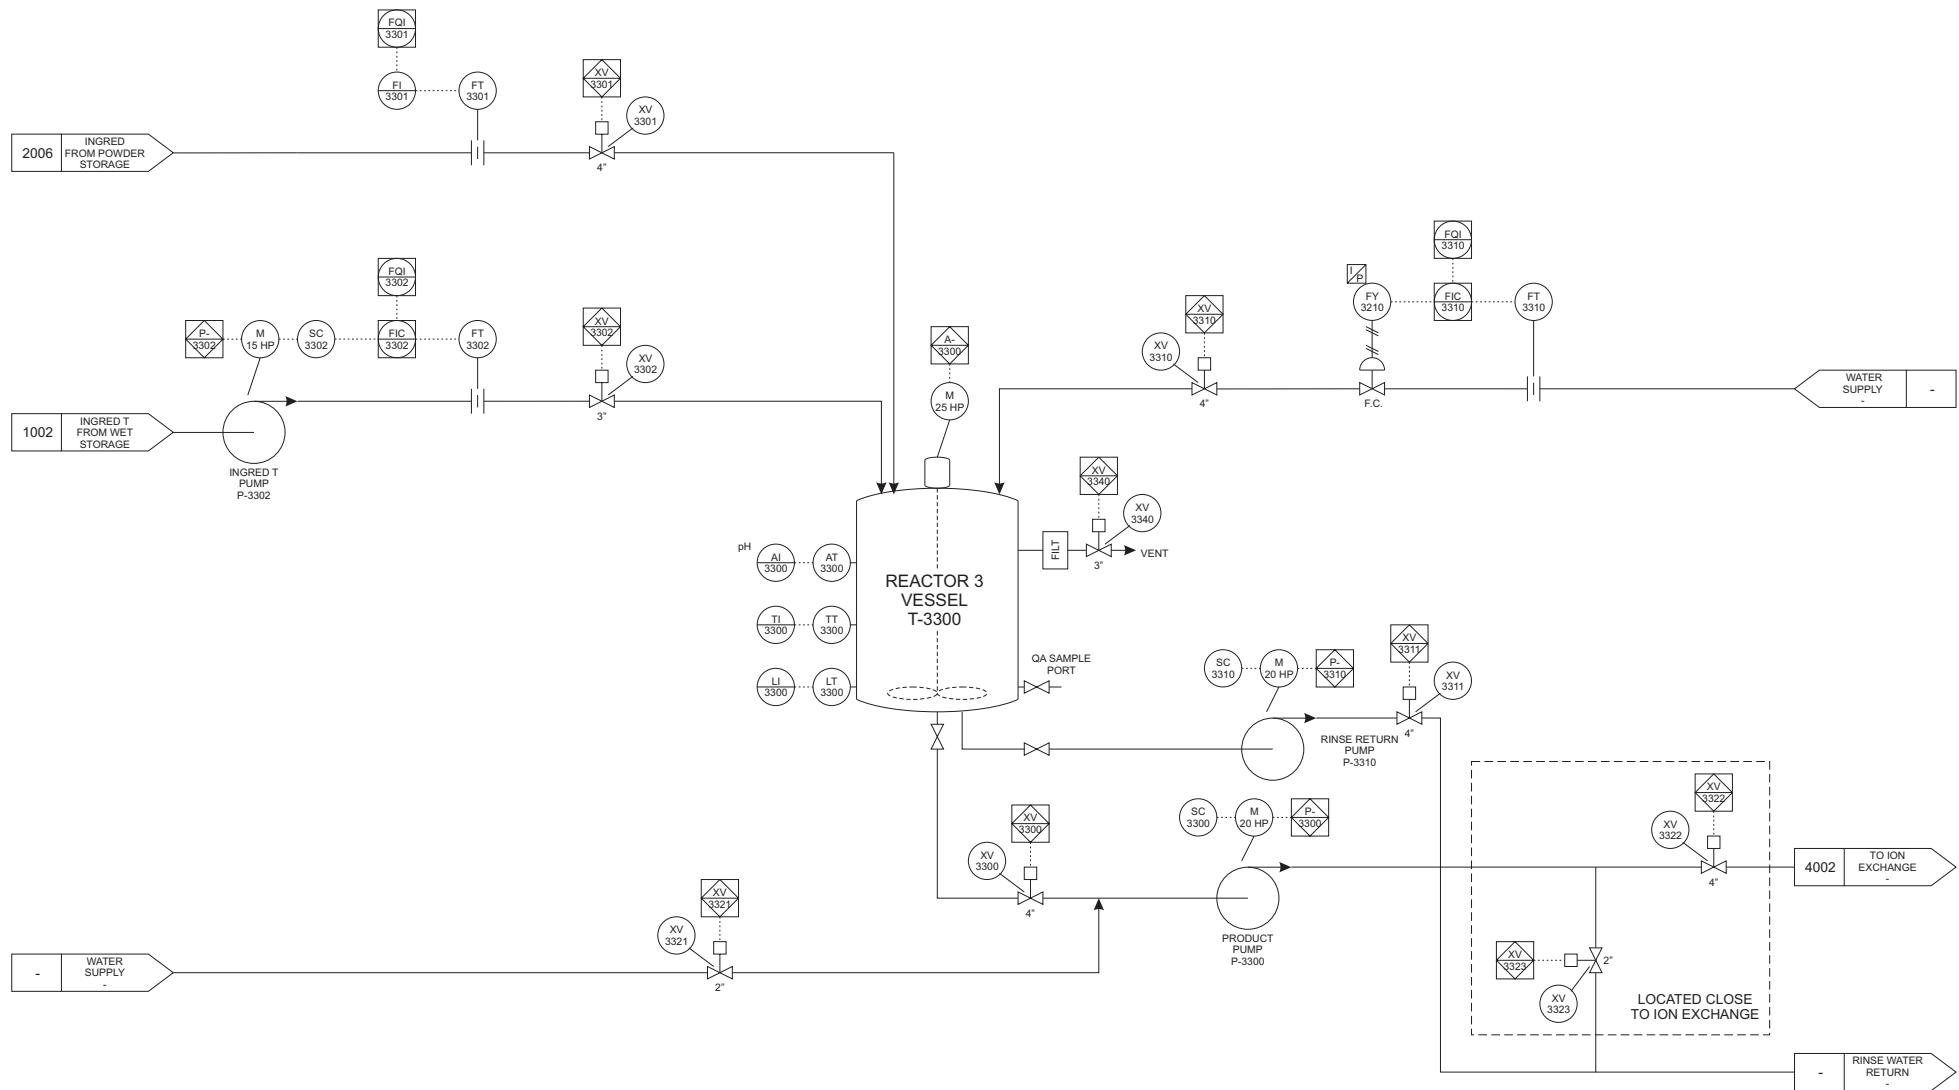 FQI
3301
FI
3301
FT
3301
XV
3301
XV
3301
2006
INGRED
FROM POWDER
STORAGE
4"
FQI
3302
P-
3302
M
15 HP
SC
3302
FIC
3302
FT
3302
XV
3302
XV
3302
1002
INGRED T
FROM WET
STORAGE
3"
INGRED T
PUMP
P-3302
A-
3300
M
25 HP
FQI
3310
I
P
FY
3210
FIC
3310
FT
3310
XV
3310
XV
3310
4"
F.C.
WATER
SUPPLY
-
-
XV
3340
XV
3340
FILT
VENT
3"
pH
AI
3300
AT
3300
TI
3300
TT
3300
LI
3300
LT
3300
REACTOR 3
VESSEL
T-3300
QA SAMPLE
PORT
SC
3310
M
20 HP
P-
3310
XV
3311
XV
3311
4"
RINSE RETURN
PUMP
P-3310
SC
3300
M
20 HP
P-
3300
XV
3300
XV
3300
4"
PRODUCT
PUMP
P-3300
XV
3322
XV
3322
4"
4002
TO ION
EXCHANGE
-
XV
3321
XV
3321
2"
-
WATER
SUPPLY
-
XV
3323
2"
XV
3323
LOCATED CLOSE
TO ION EXCHANGE
-
RINSE WATER
RETURN
-